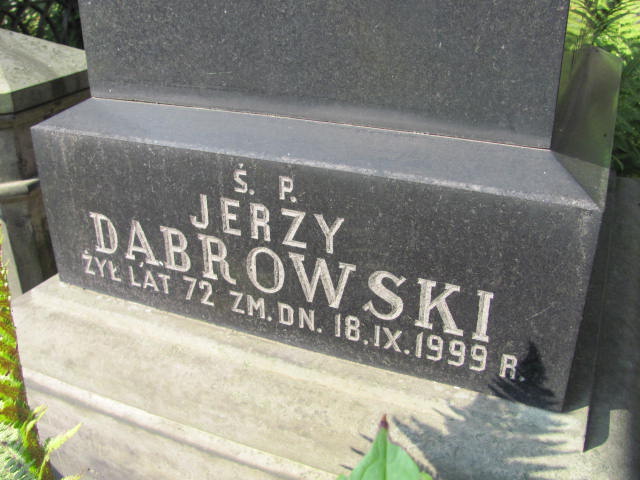 Ś. P.
JERZY
DĄBROWSKI
ŻYŁ LAT 72 ZM. DN. 18.IX.1999 R.